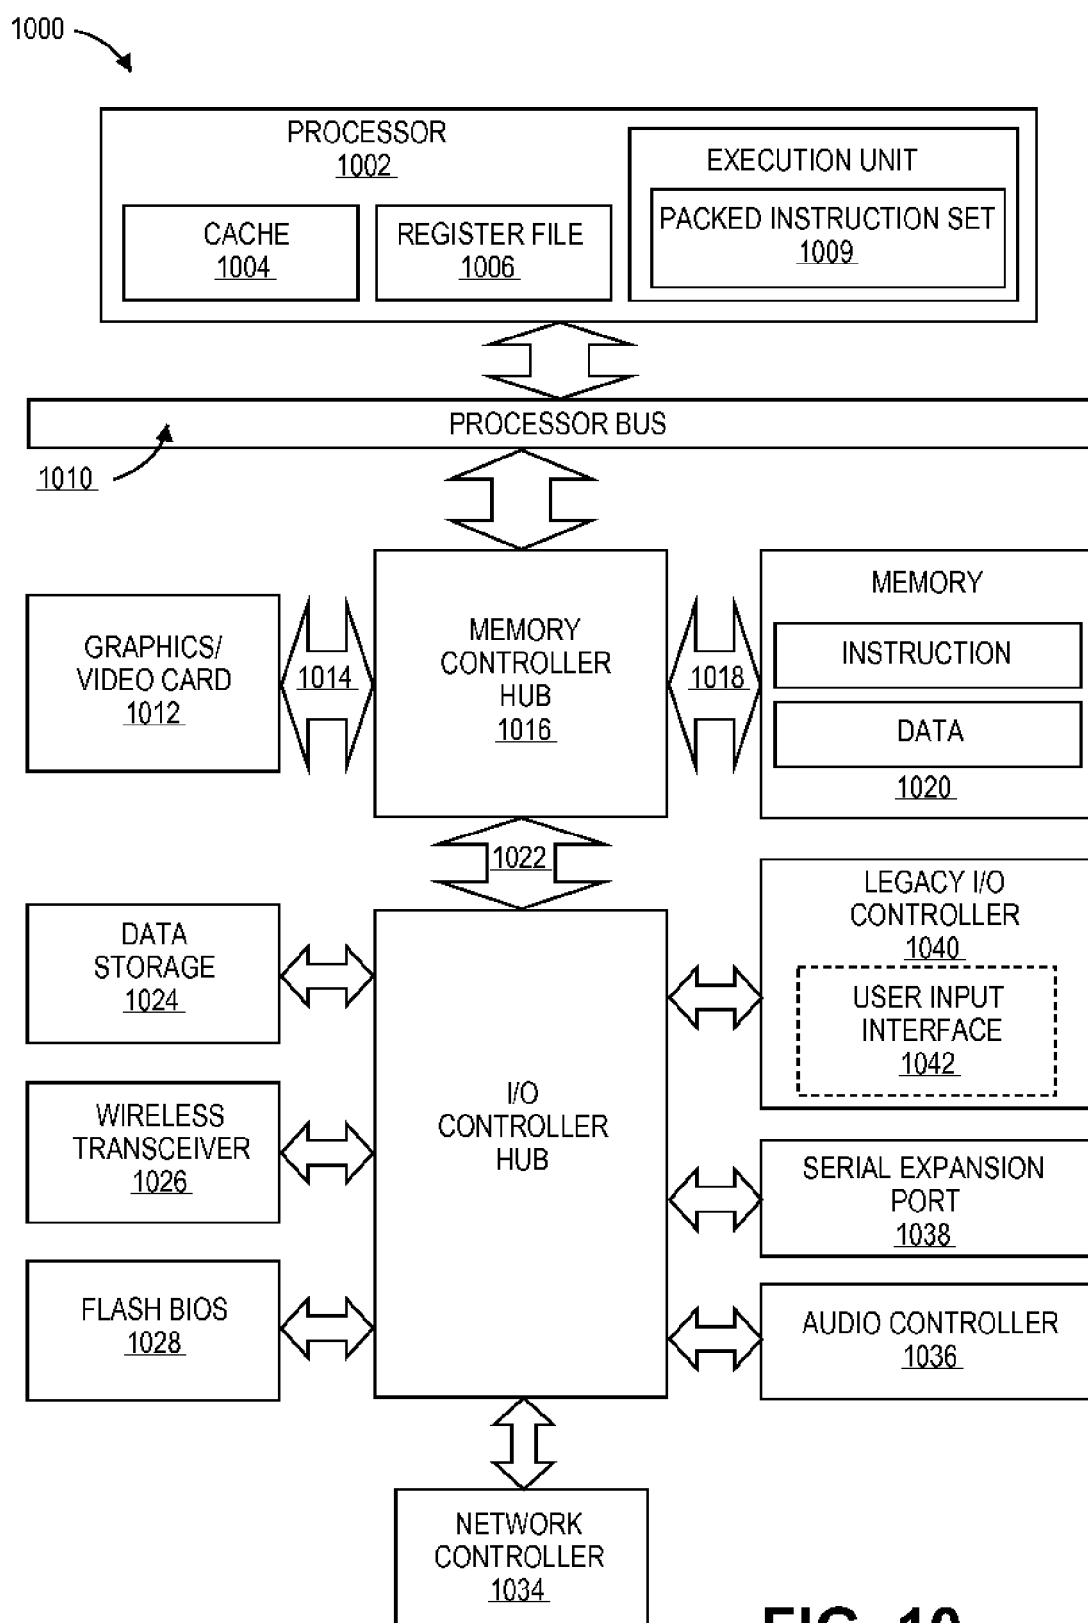 1000
PROCESSOR
1002
EXECUTION UNIT
CACHE
1004
REGISTER FILE
1006
PACKED INSTRUCTION SET
1009
PROCESSOR BUS
1010
GRAPHICS/
VIDEO CARD
1012
1014
MEMORY
CONTROLLER
HUB
1016
1018
MEMORY
INSTRUCTION
DATA
1020
1022
DATA
STORAGE
1024
LEGACY I/O
CONTROLLER
1040
USER INPUT
INTERFACE
1042
WIRELESS
TRANSCEIVER
1026
I/O
CONTROLLER
HUB
SERIAL EXPANSION
PORT
1038
FLASH BIOS
1028
AUDIO CONTROLLER
1036
NETWORK
CONTROLLER
1034
FIG. 10